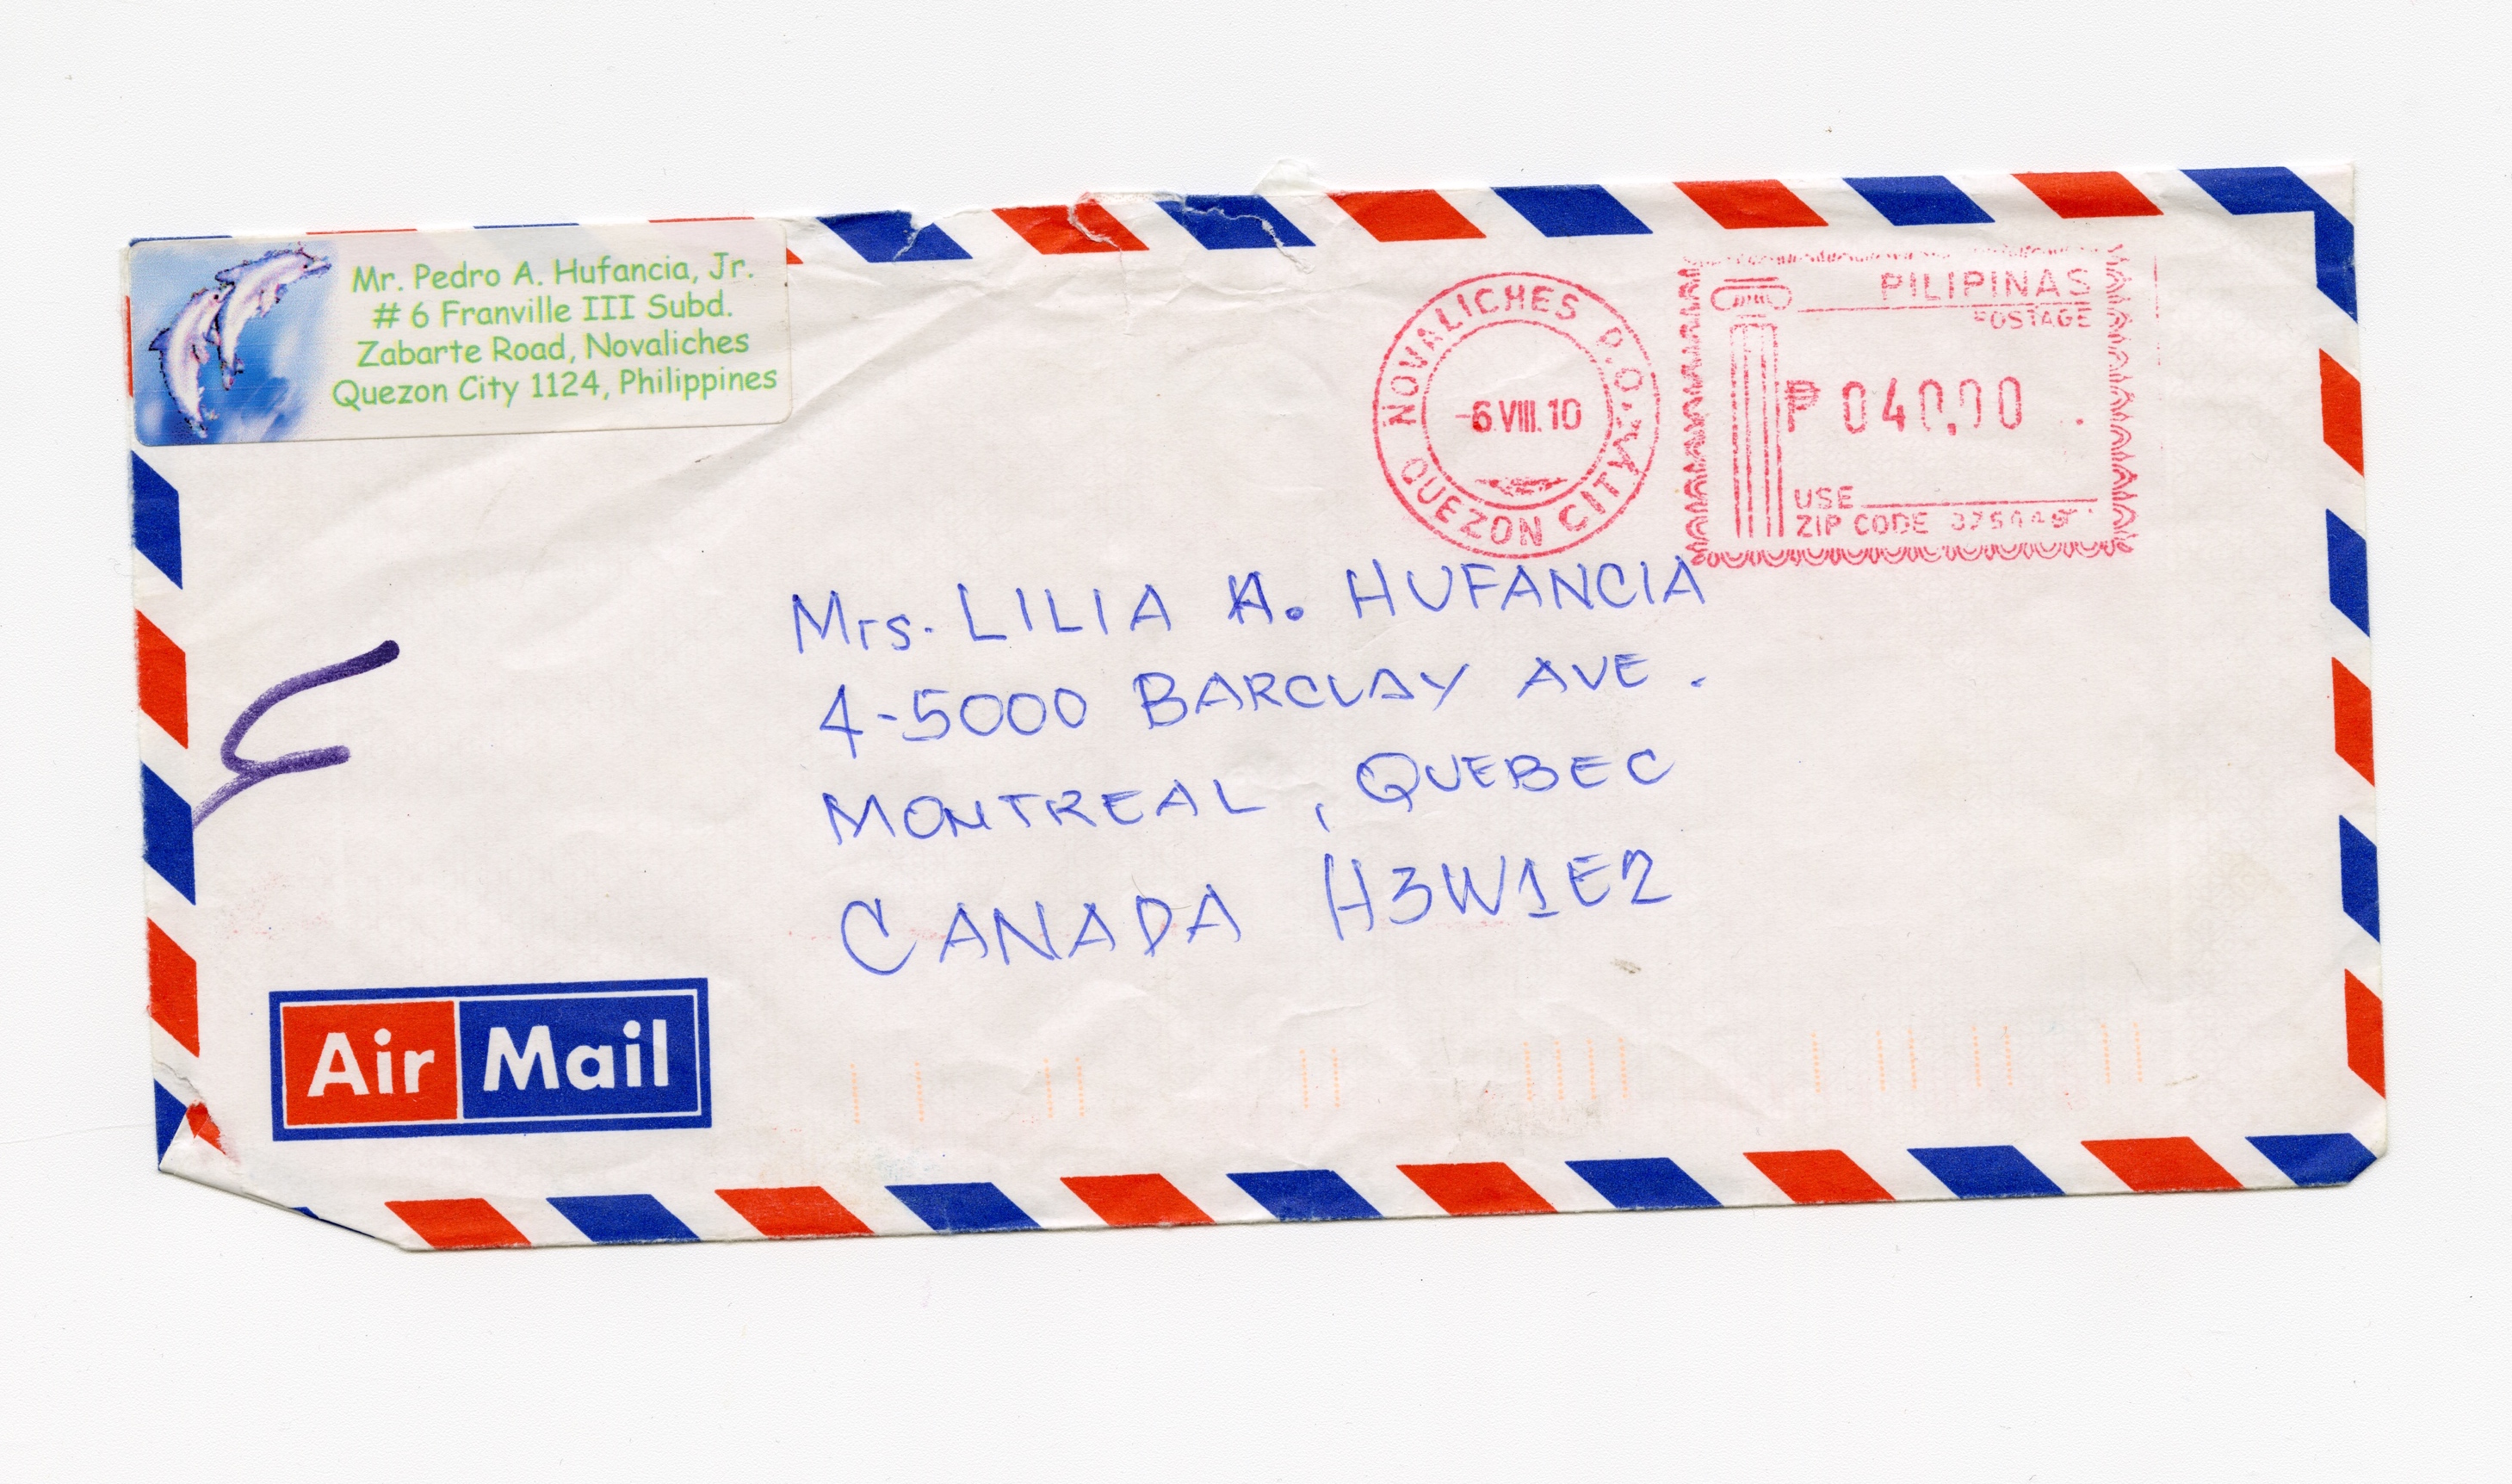 Mr. Pedro A. Hufancia, Jr.
# 6 Franville III Subd.
Zabarte Road, Novaliches
Quezon City 1124, Philippines
NOVALICHES P.O.
-6 VIII. 10
QUEZON CITY
PILIPINAS
POSTAGE
₱ 040.00
USE
ZIP CODE
Mrs. LILIA A. HUFANCIA
4-5000 BARCLAY AVE.
MONTREAL, QUEBEC
CANADA H3W1E2
Air Mail